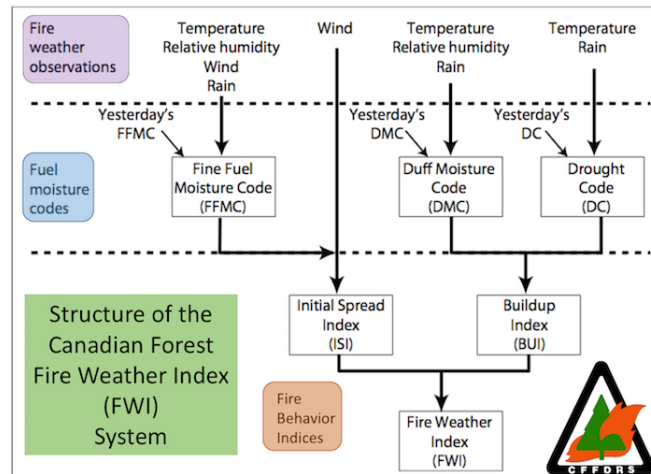 Fire
weather
observations
Temperature
Relative humidity
Wind
Rain
Wind
Temperature
Relative humidity
Rain
Temperature
Rain
Yesterday's
FFMC
Yesterday's
DMC
Yesterday's
DC
Fuel
moisture
codes
Fine Fuel
Moisture Code
(FFMC)
Duff Moisture
Code
(DMC)
Drought
Code
(DC)
Structure of the
Canadian Forest
Fire Weather Index
(FWI)
System
Initial Spread
Index
(ISI)
Buildup
Index
(BUI)
Fire
Behavior
Indices
Fire Weather
Index
(FWI)
CFFDRS